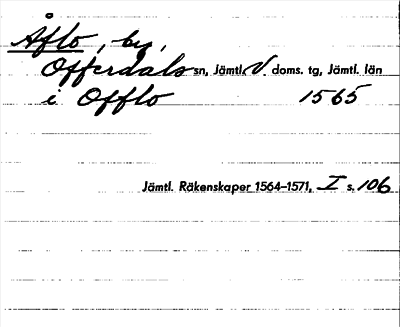 Åflo, by,
Offerdals sn, Jämtl. V. doms. tg, Jämtl. län
i Offlo 1565
Jämtl. Räkenskaper 1564–1571, I s. 106